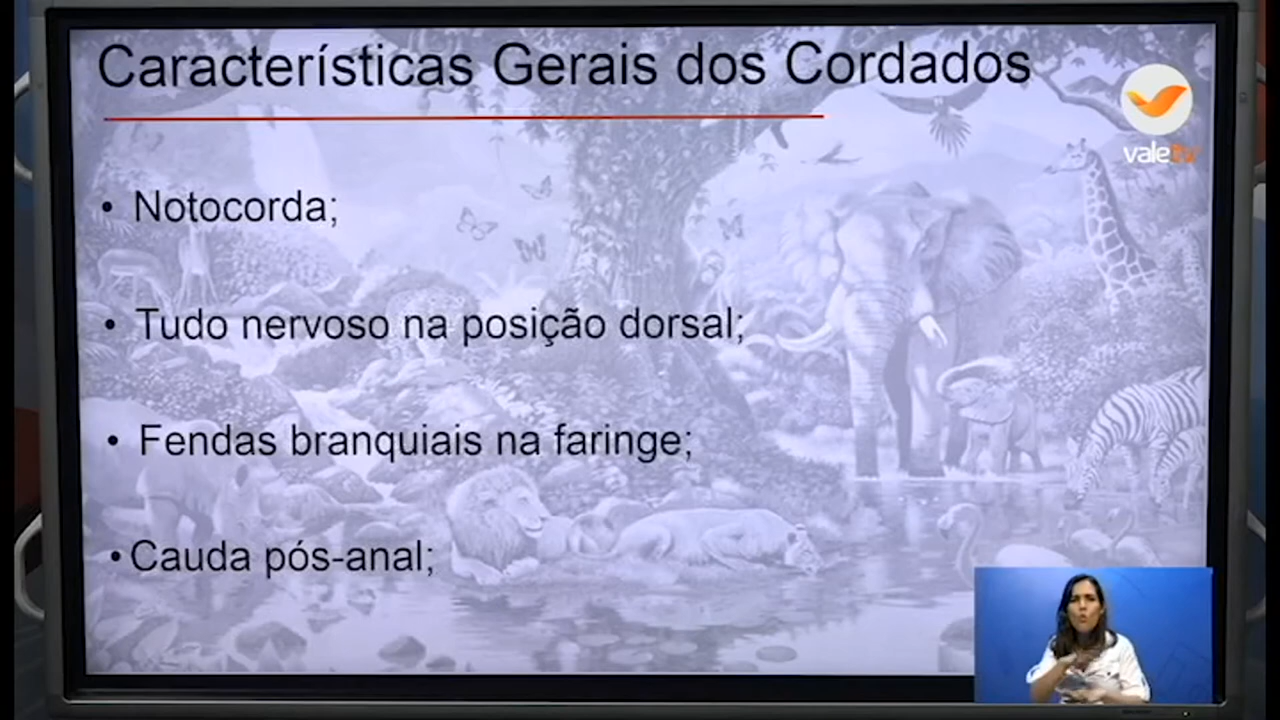 Características Gerais dos Cordados
valetv
• Notocorda;
• Tudo nervoso na posição dorsal;
• Fendas branquiais na faringe;
• Cauda pós-anal;